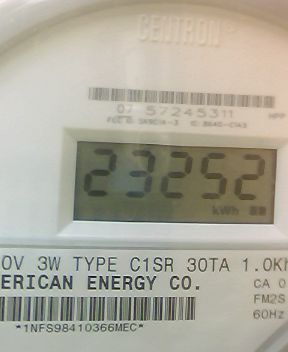 CENTRON
07 57245311
23252
kWh
0V 3W TYPE C1SR 30TA 1.0K
ERICAN ENERGY CO.
CA 0
FM2S
60Hz
*1NFS98410366MEC*